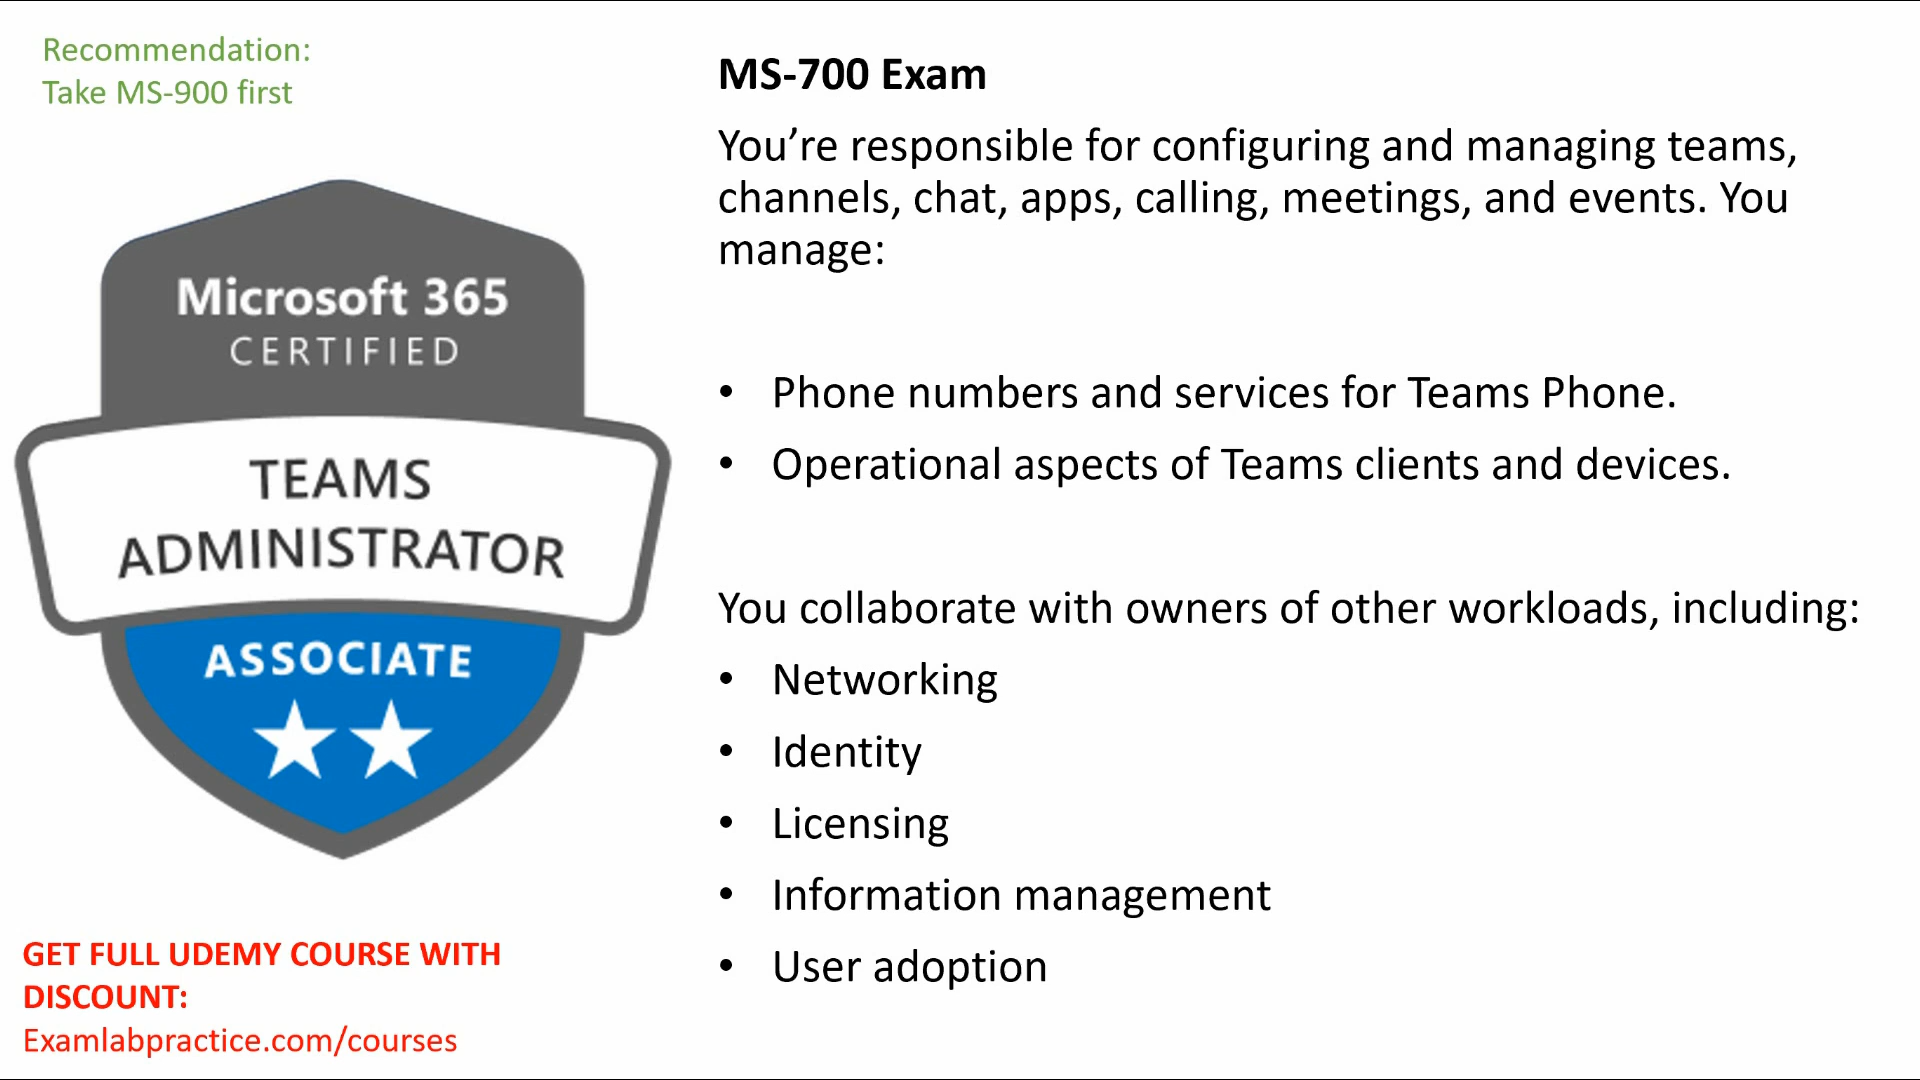 Recommendation:
Take MS-900 first
Microsoft 365
CERTIFIED
TEAMS
ADMINISTRATOR
ASSOCIATE
GET FULL UDEMY COURSE WITH
DISCOUNT:
Examlabpractice.com/courses
MS-700 Exam
You’re responsible for configuring and managing teams,
channels, chat, apps, calling, meetings, and events. You
manage:
• Phone numbers and services for Teams Phone.
• Operational aspects of Teams clients and devices.
You collaborate with owners of other workloads, including:
• Networking
• Identity
• Licensing
• Information management
• User adoption